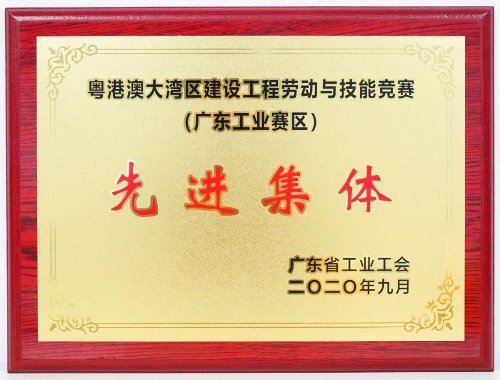 粤港澳大湾区建设工程劳动与技能竞赛
（广东工业赛区）
先进集体
广东省工业工会
二〇二〇年九月